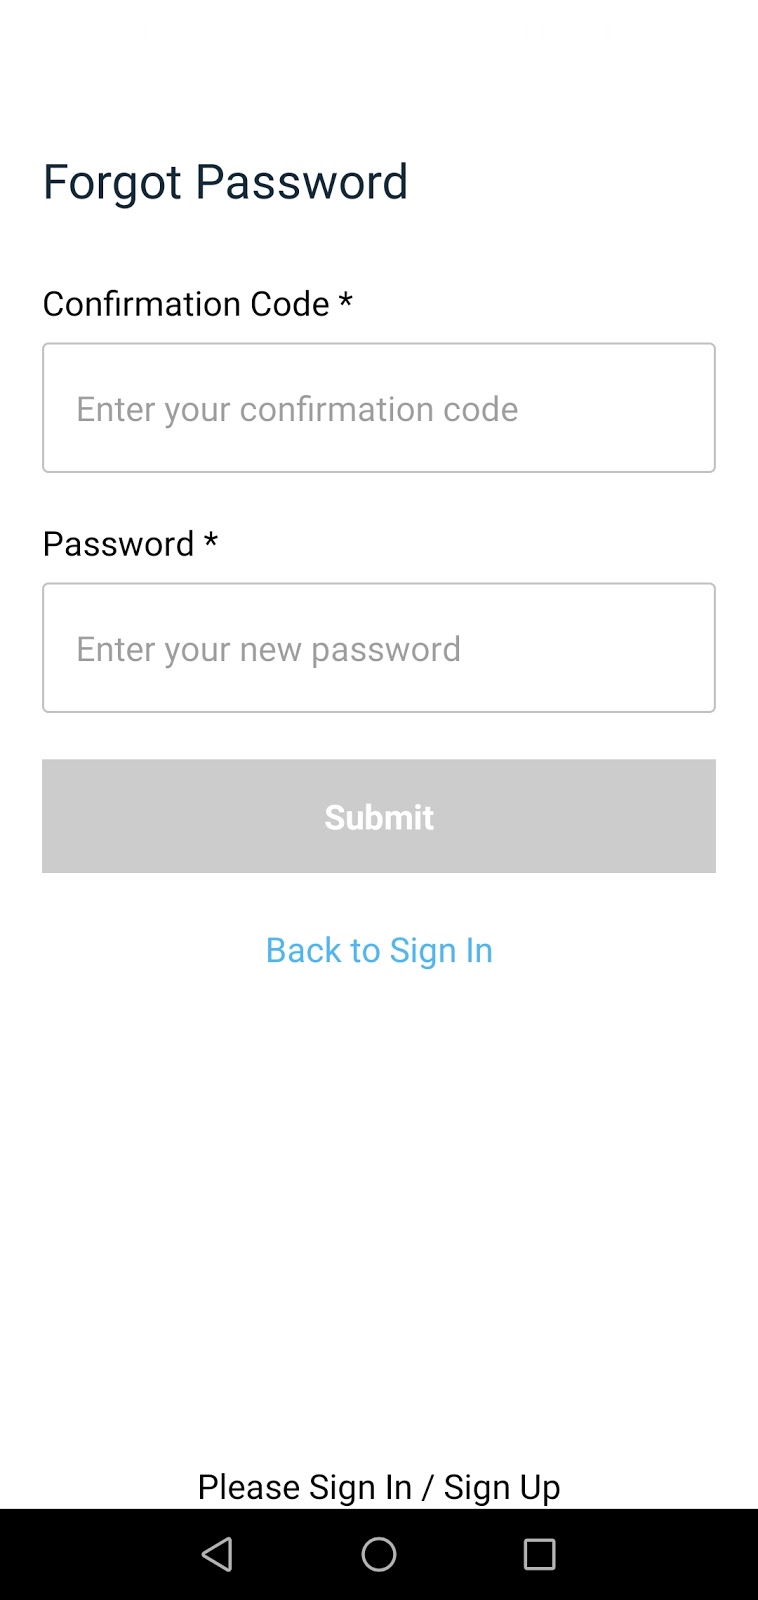 Forgot Password
Confirmation Code *
Enter your confirmation code
Password *
Enter your new password
Submit
Back to Sign In
Please Sign In / Sign Up